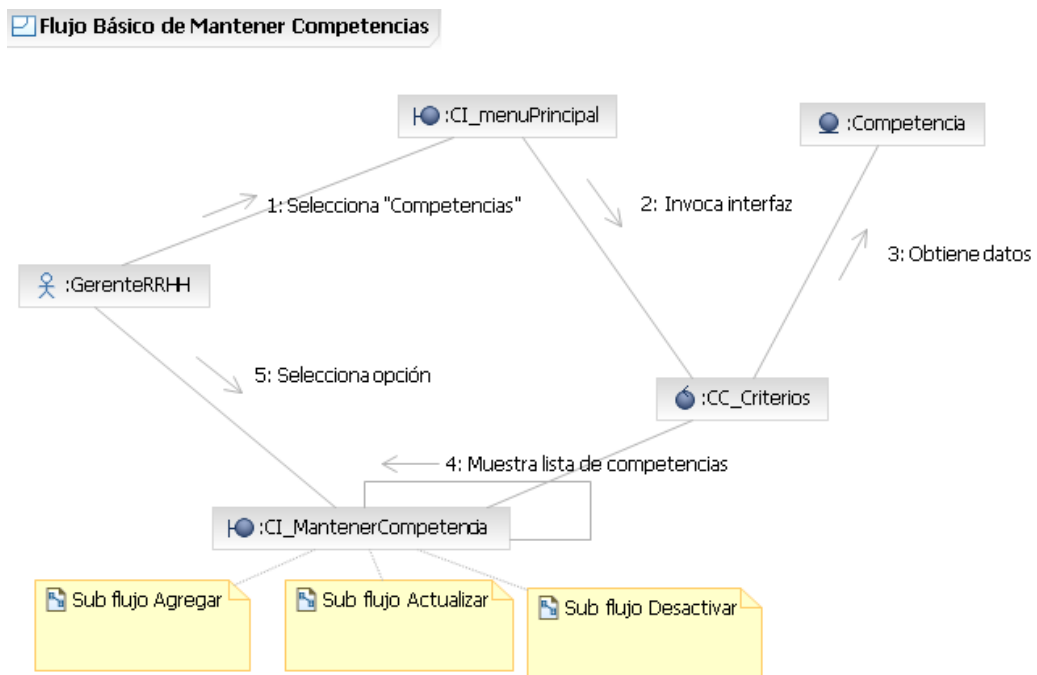 Flujo Básico de Mantener Competencias
:CI_menuPrincipal
:Competencia
1: Selecciona "Competencias"
2: Invoca interfaz
3: Obtiene datos
:GerenteRRHH
5: Selecciona opción
:CC_Criterios
4: Muestra lista de competencias
:CI_MantenerCompetencia
Sub flujo Agregar
Sub flujo Actualizar
Sub flujo Desactivar